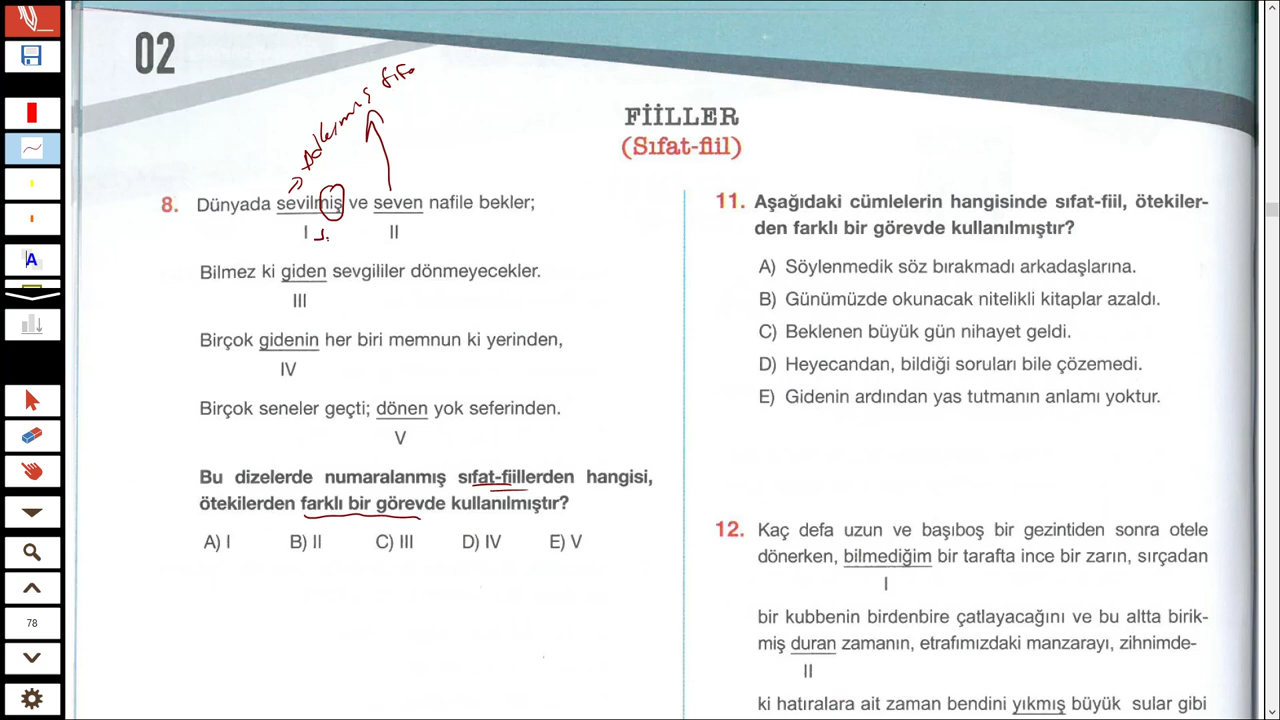 02
FİİLLER
(Sıfat-fiil)
8. Dünyada sevilmiş ve seven nafile bekler;
I II
Bilmez ki giden sevgililer dönmeyecekler.
III
Birçok gidenin her biri memnun ki yerinden,
IV
Birçok seneler geçti; dönen yok seferinden.
V
Bu dizelerde numaralanmış sıfat-fiillerden hangisi,
ötekilerden farklı bir görevde kullanılmıştır?
A) I B) II C) III D) IV E) V
11. Aşağıdaki cümlelerin hangisinde sıfat-fiil, ötekiler-
den farklı bir görevde kullanılmıştır?
A) Söylenmedik söz bırakmadı arkadaşlarına.
B) Günümüzde okunacak nitelikli kitaplar azaldı.
C) Beklenen büyük gün nihayet geldi.
D) Heyecandan, bildiği soruları bile çözemedi.
E) Gidenin ardından yas tutmanın anlamı yoktur.
12. Kaç defa uzun ve başıboş bir gezintiden sonra otele
dönerken, bilmediğim bir tarafta ince bir zarın, sırçadan
I
bir kubbenin birdenbire çatlayacağını ve bu altta birik-
miş duran zamanın, etrafımızdaki manzarayı, zihnimde-
II
ki hatıralara ait zaman bendini yıkmış büyük sular gibi
A
78